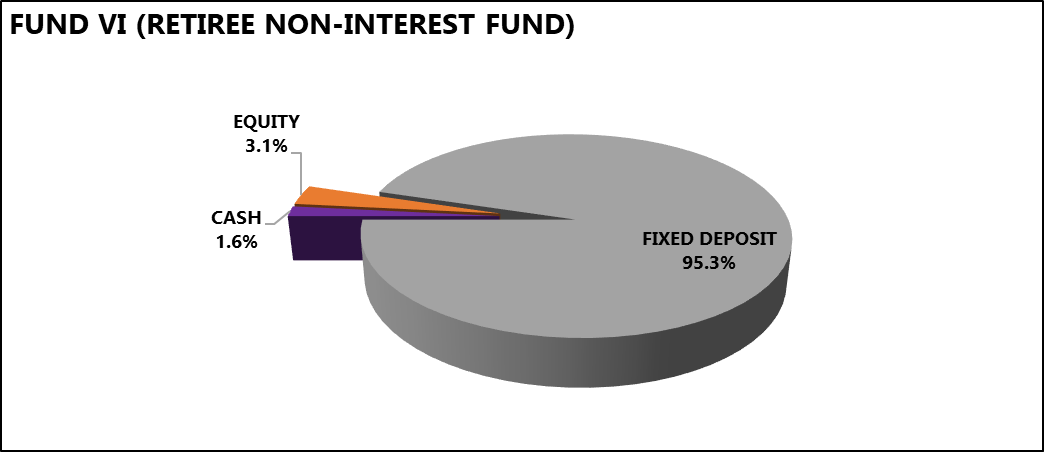 FUND VI (RETIREE NON-INTEREST FUND)
EQUITY
3.1%
CASH
1.6%
FIXED DEPOSIT
95.3%